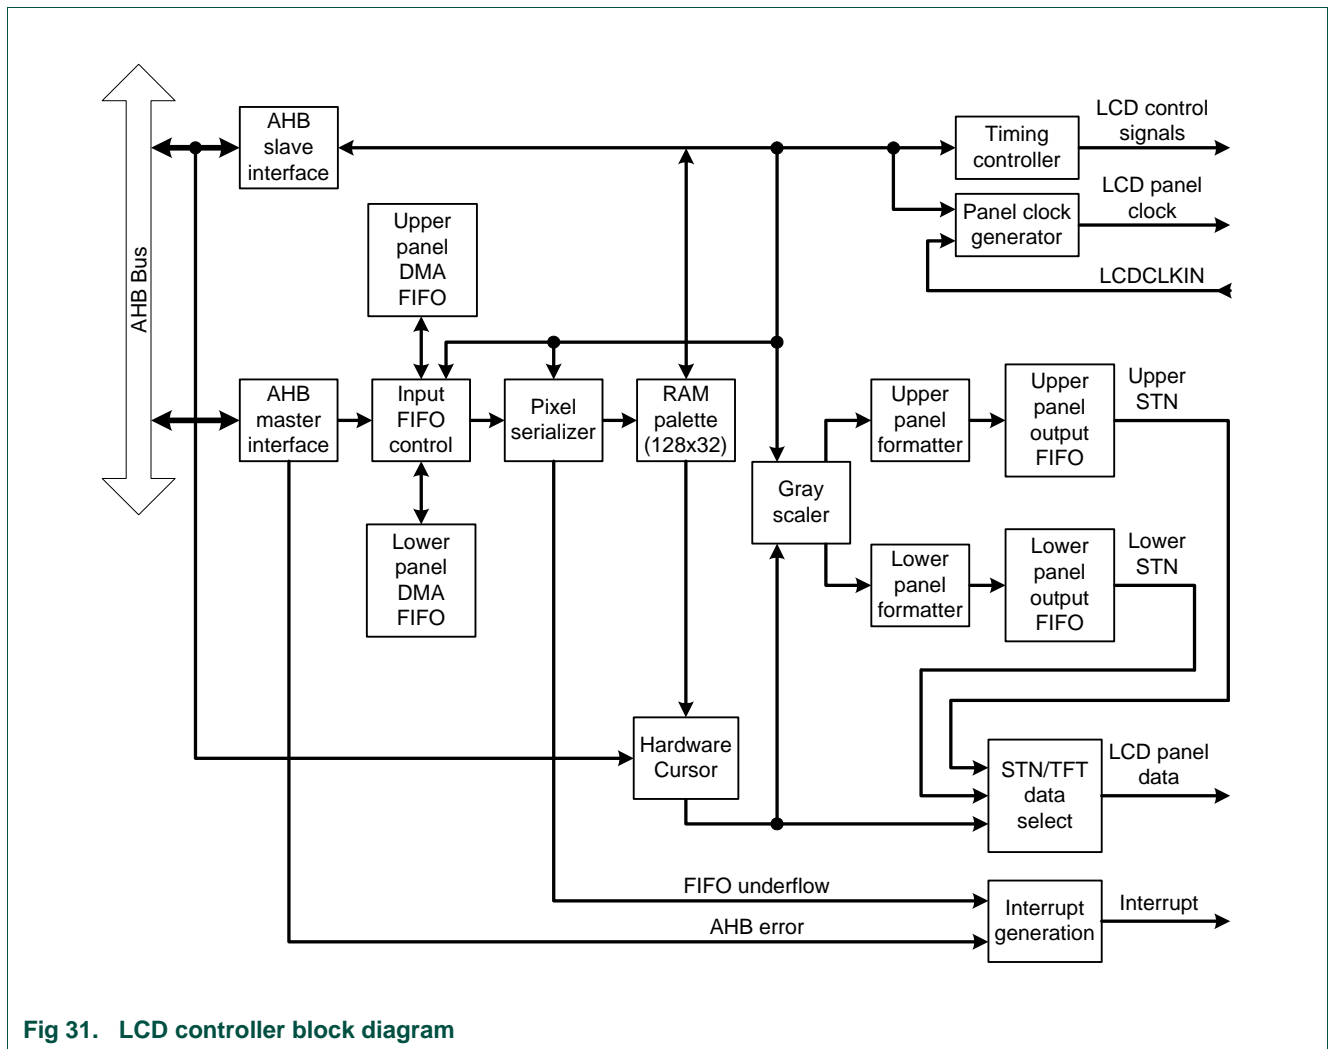 AHB
slave
interface
Timing
controller
LCD control
signals
Panel clock
generator
LCD panel
clock
LCDCLKIN
AHB Bus
Upper
panel
DMA
FIFO
AHB
master
interface
Input
FIFO
control
Pixel
serializer
RAM
palette
(128x32)
Upper
panel
formatter
Upper
panel
output
FIFO
Upper
STN
Gray
scaler
Lower
panel
DMA
FIFO
Lower
panel
formatter
Lower
panel
output
FIFO
Lower
STN
Hardware
Cursor
STN/TFT
data
select
LCD panel
data
FIFO underflow
AHB error
Interrupt
generation
Interrupt
Fig 31. LCD controller block diagram